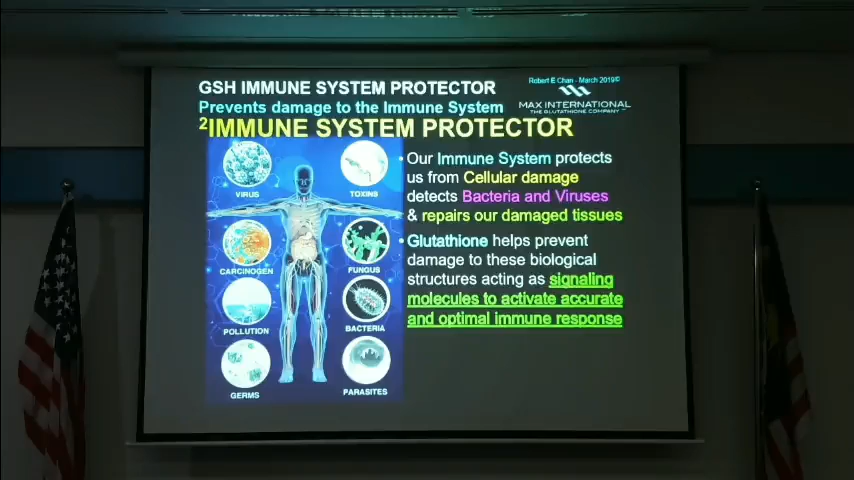 GSH IMMUNE SYSTEM PROTECTOR
Robert E Chan - March 2019©
Prevents damage to the Immune System
MAX INTERNATIONAL
THE GLUTATHIONE COMPANY
²IMMUNE SYSTEM PROTECTOR
VIRUS
TOXINS
CARCINOGEN
FUNGUS
POLLUTION
BACTERIA
GERMS
PARASITES
• Our Immune System protects
us from Cellular damage
detects Bacteria and Viruses
& repairs our damaged tissues
• Glutathione helps prevent
damage to these biological
structures acting as signaling
molecules to activate accurate
and optimal immune response